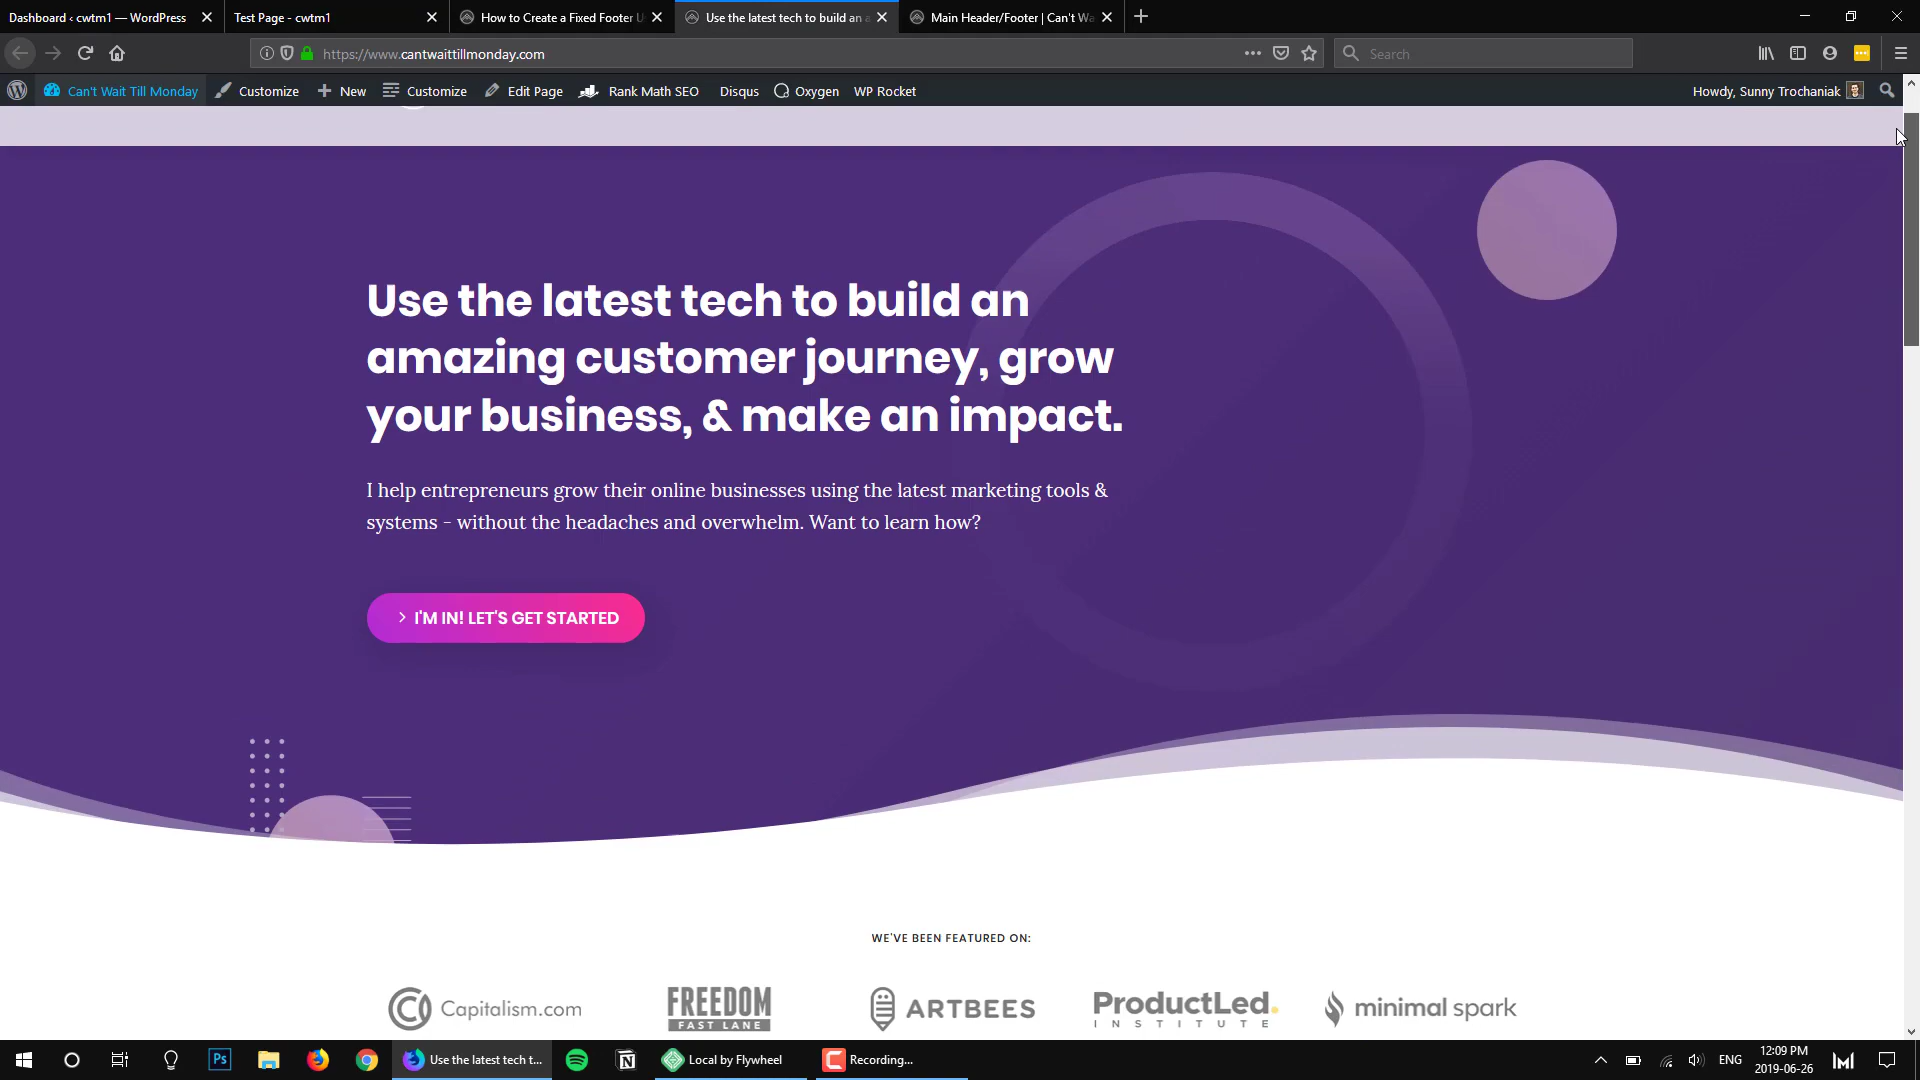 Dashboard ‹ cwtm1 — WordPress
Test Page - cwtm1
How to Create a Fixed Footer U
Use the latest tech to build an a
Main Header/Footer | Can't Wa
https://www.cantwaittillmonday.com
Search
Can't Wait Till Monday
Customize
New
Customize
Edit Page
Rank Math SEO
Disqus
Oxygen
WP Rocket
Howdy, Sunny Trochaniak
Use the latest tech to build an
amazing customer journey, grow
your business, & make an impact.
I help entrepreneurs grow their online businesses using the latest marketing tools &
systems - without the headaches and overwhelm. Want to learn how?
I'M IN! LET'S GET STARTED
WE'VE BEEN FEATURED ON:
Capitalism.com
FREEDOM
FAST LANE
ARTBEES
ProductLed.
INSTITUTE
minimal spark
Ps
Use the latest tech t...
Local by Flywheel
Recording...
ENG
12:09 PM
2019-06-26